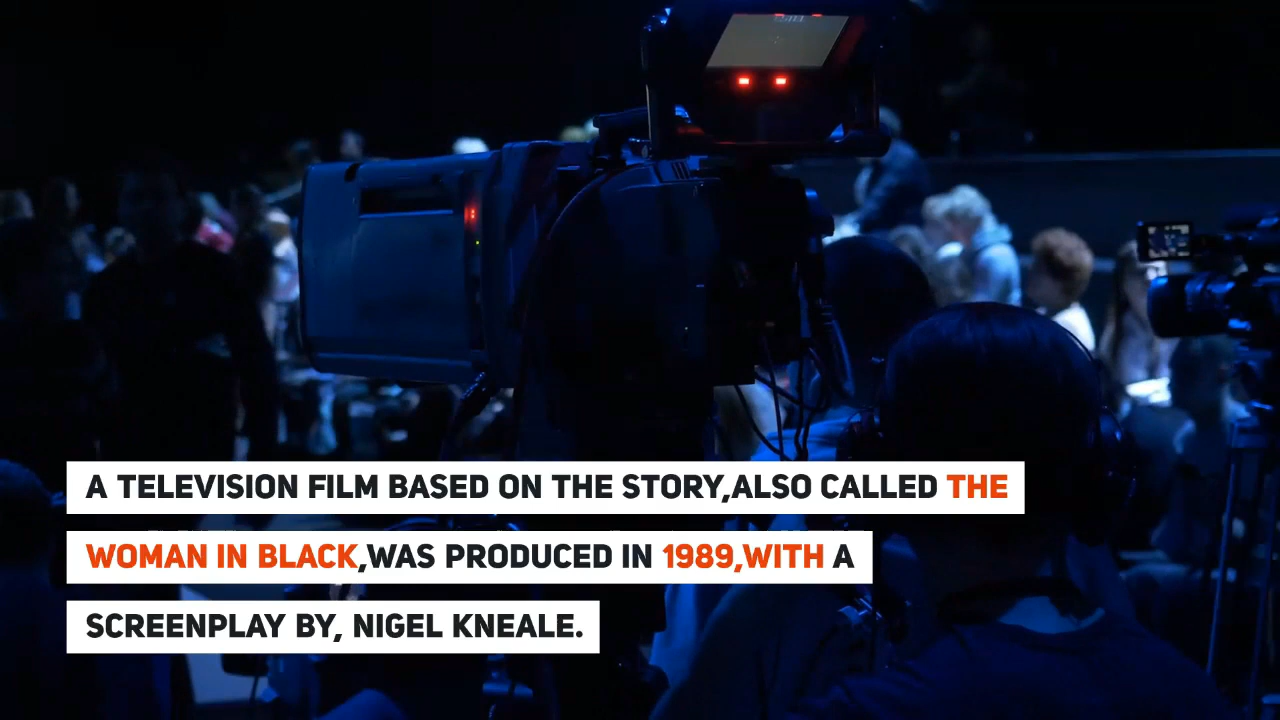 A TELEVISION FILM BASED ON THE STORY,ALSO CALLED THE
WOMAN IN BLACK,WAS PRODUCED IN 1989,WITH A
SCREENPLAY BY, NIGEL KNEALE.